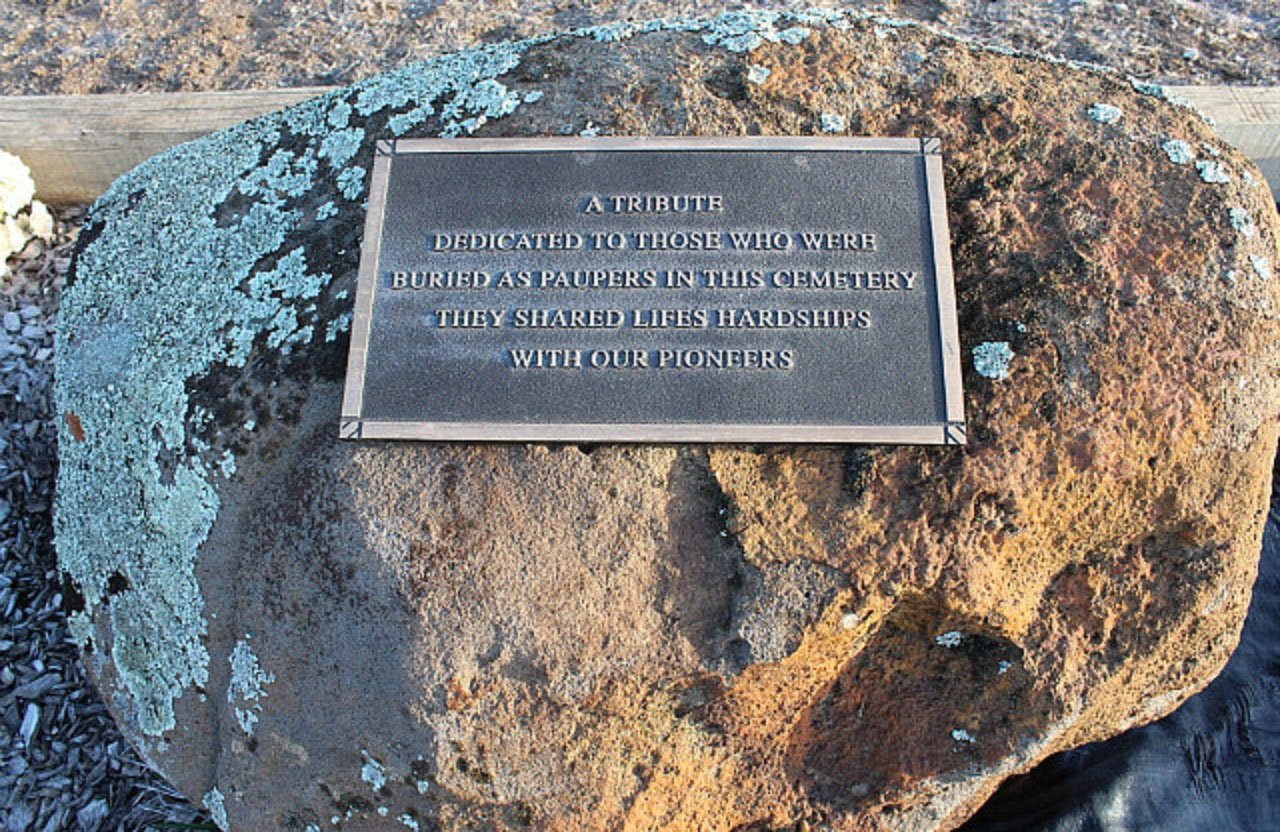 A TRIBUTE
DEDICATED TO THOSE WHO WERE
BURIED AS PAUPERS IN THIS CEMETERY
THEY SHARED LIFES HARDSHIPS
WITH OUR PIONEERS